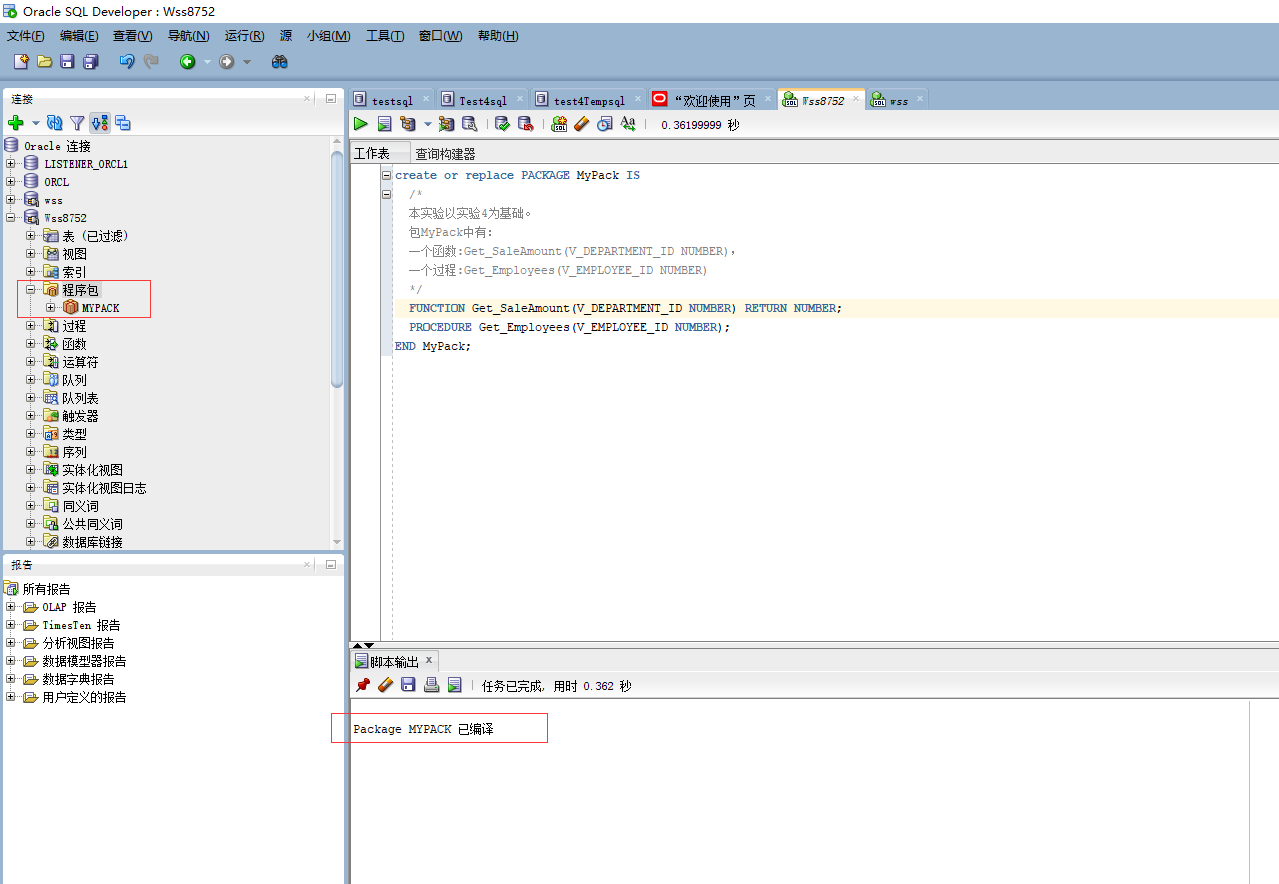 Oracle SQL Developer : Wss8752
文件(F) 编辑(E) 查看(V) 导航(N) 运行(R) 源 小组(M) 工具(T) 窗口(W) 帮助(H)
连接
Oracle 连接
LISTENER_ORCL1
ORCL
wss
Wss8752
表 (已过滤)
视图
索引
程序包
MYPACK
过程
函数
运算符
队列
队列表
触发器
类型
序列
实体化视图
实体化视图日志
同义词
公共同义词
数据库链接
报告
所有报告
OLAP 报告
TimesTen 报告
分析视图报告
数据模型器报告
数据字典报告
用户定义的报告
testsql Test4sql test4Tempsql “欢迎使用”页 Wss8752 wss
0.36199999 秒
工作表 查询构建器
create or replace PACKAGE MyPack IS
/*
本实验以实验4为基础。
包MyPack中有:
一个函数:Get_SaleAmount(V_DEPARTMENT_ID NUMBER),
一个过程:Get_Employees(V_EMPLOYEE_ID NUMBER)
*/
FUNCTION Get_SaleAmount(V_DEPARTMENT_ID NUMBER) RETURN NUMBER;
PROCEDURE Get_Employees(V_EMPLOYEE_ID NUMBER);
END MyPack;
脚本输出
任务已完成, 用时 0.362 秒
Package MYPACK 已编译